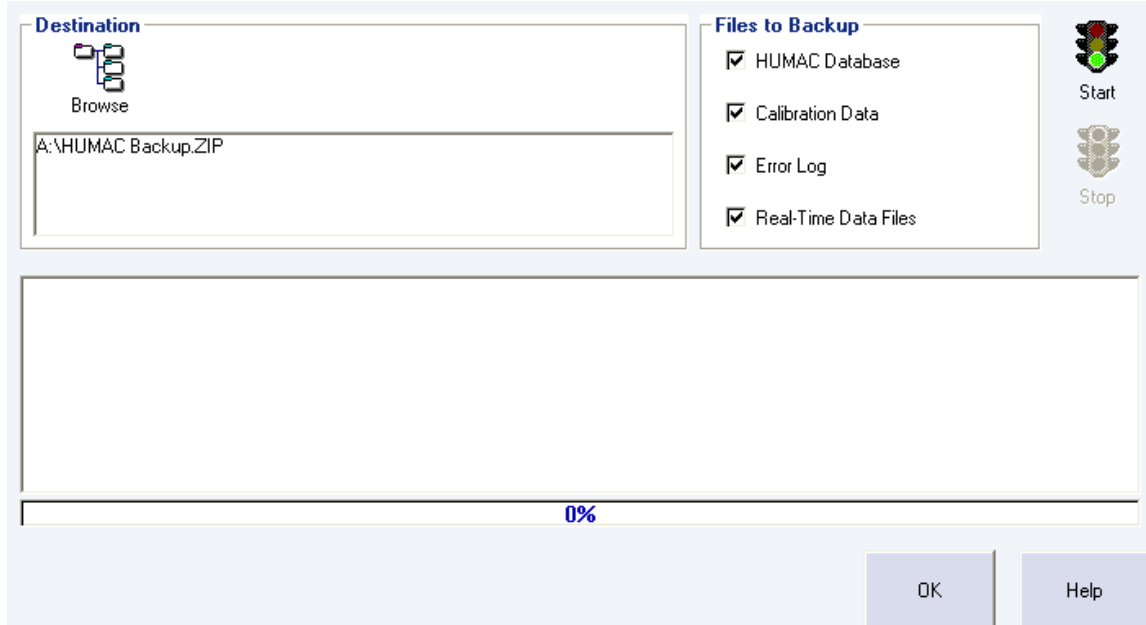 Destination
Browse
A:\HUMAC Backup.ZIP
Files to Backup
HUMAC Database
Calibration Data
Error Log
Real-Time Data Files
Start
Stop
0%
OK
Help